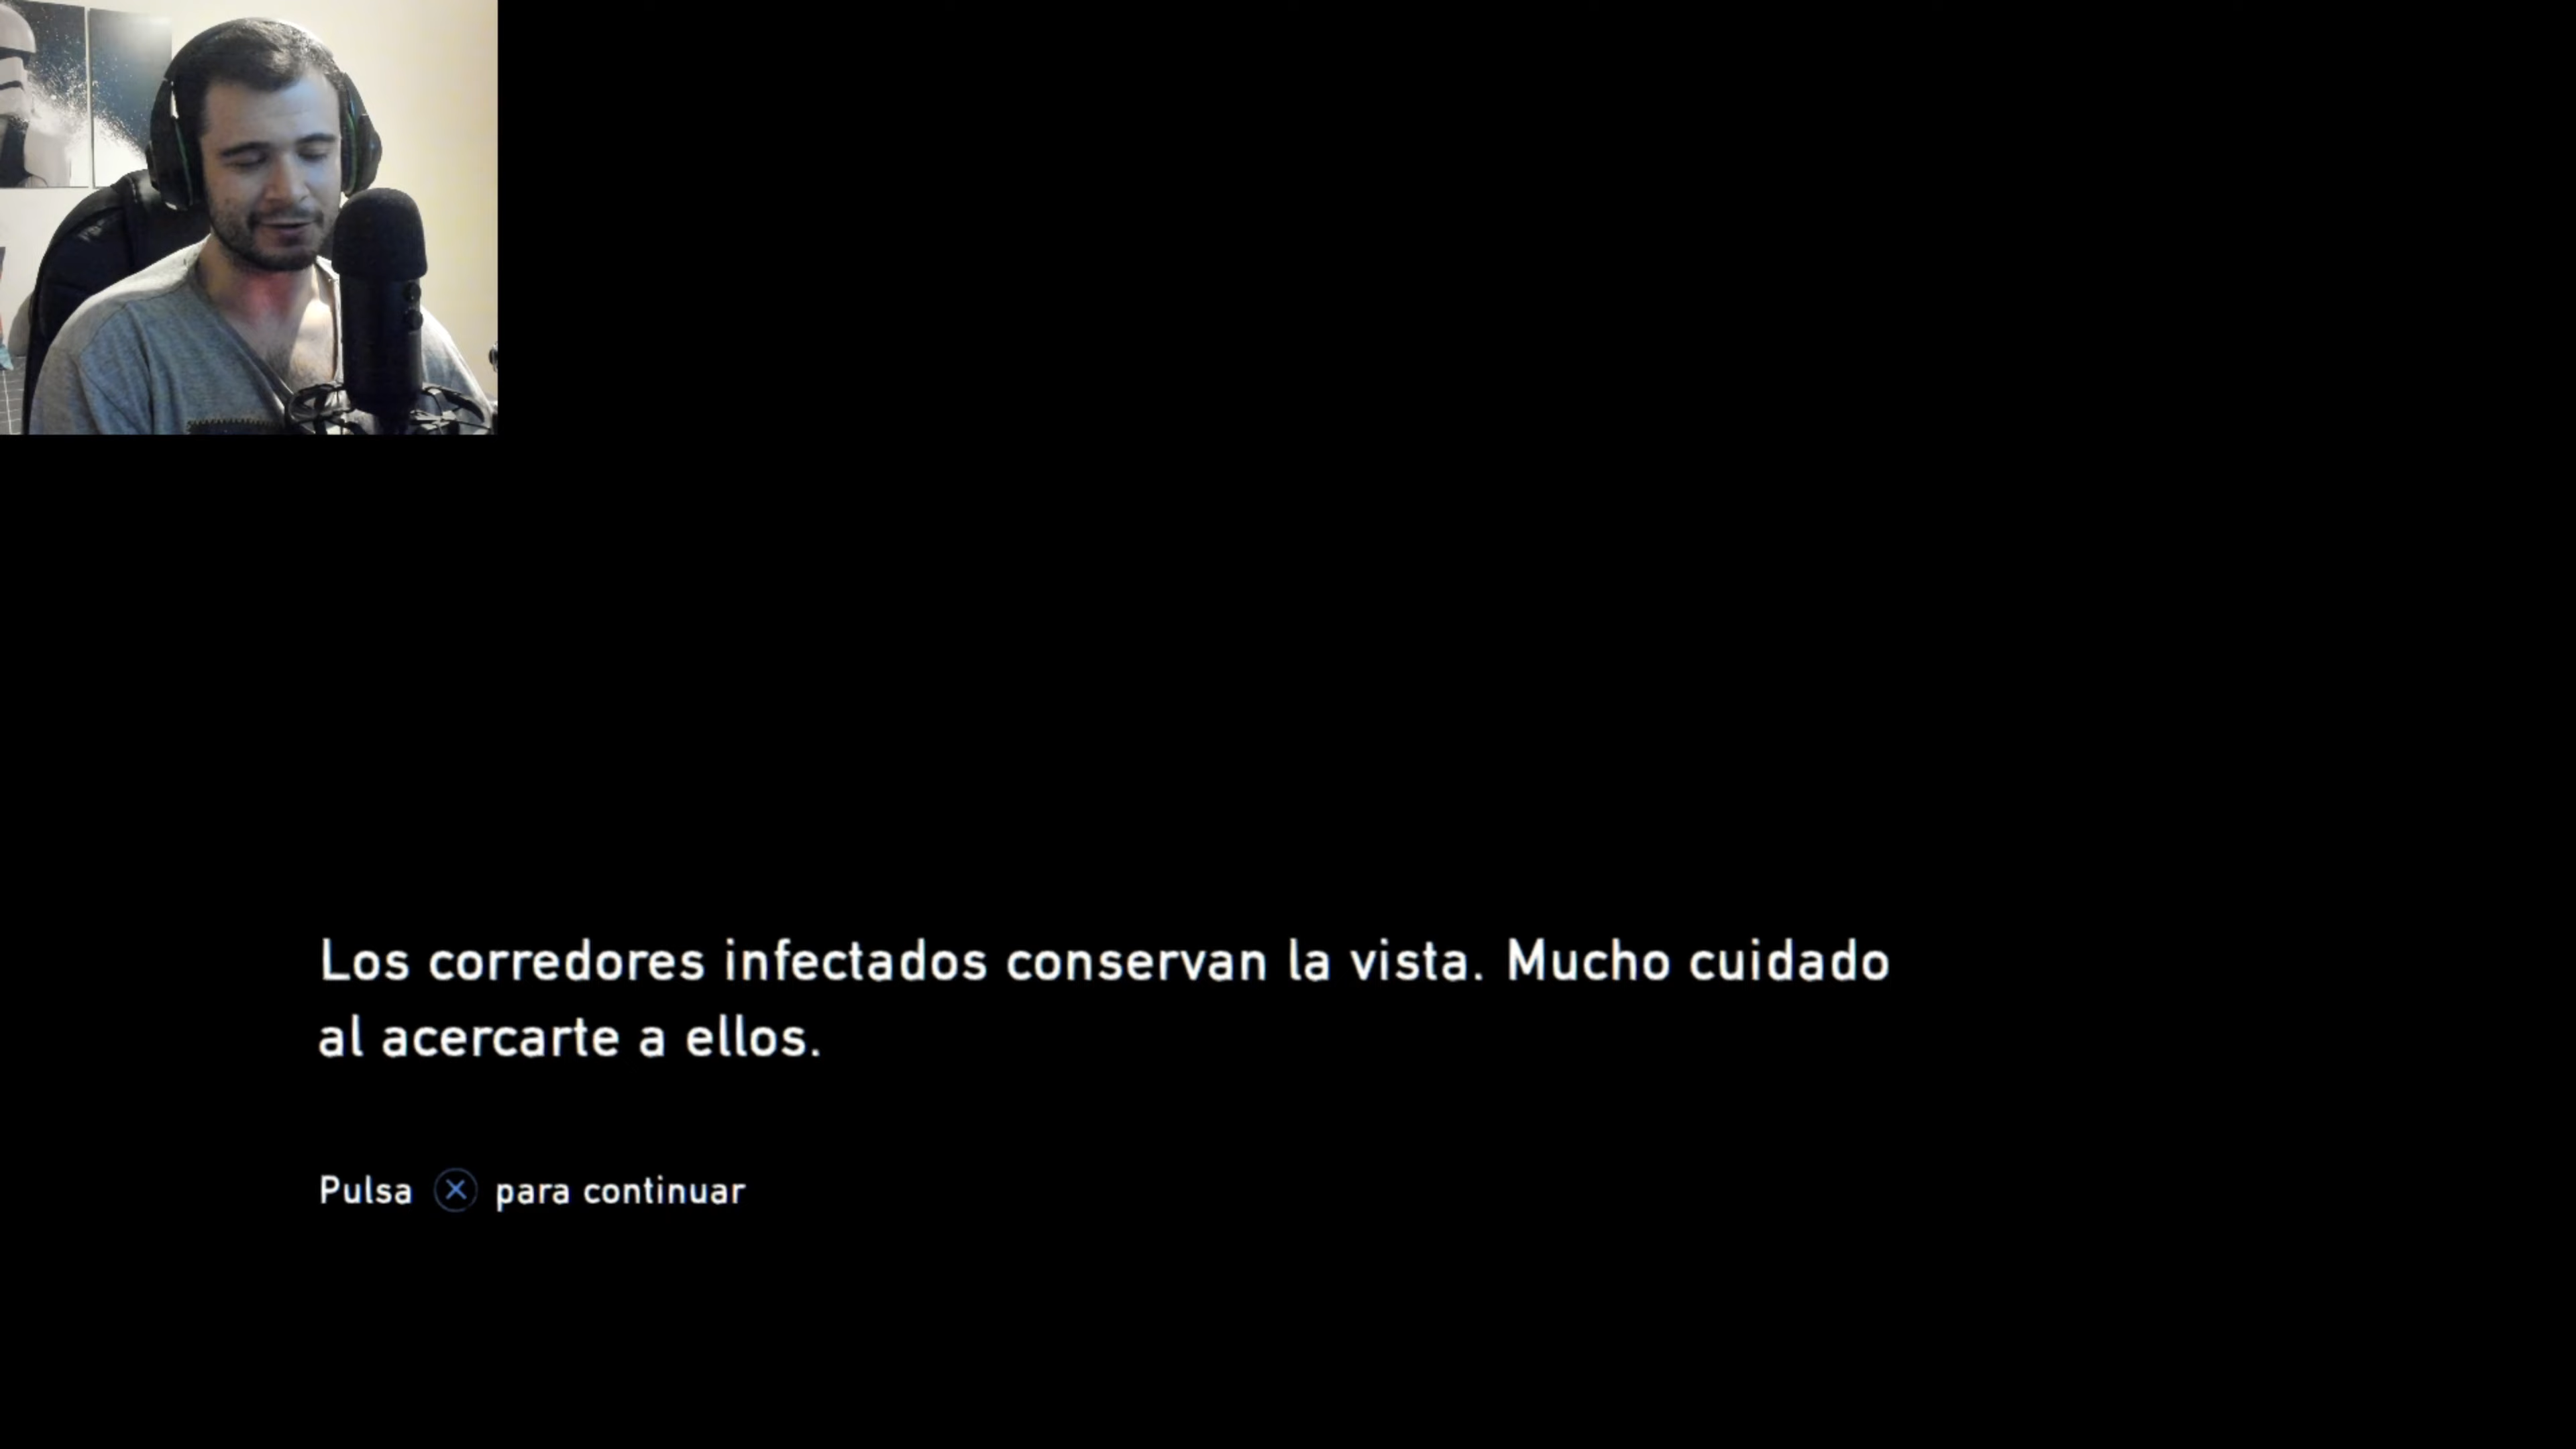 Los corredores infectados conservan la vista. Mucho cuidado
al acercarte a ellos.
Pulsa ⓧ para continuar